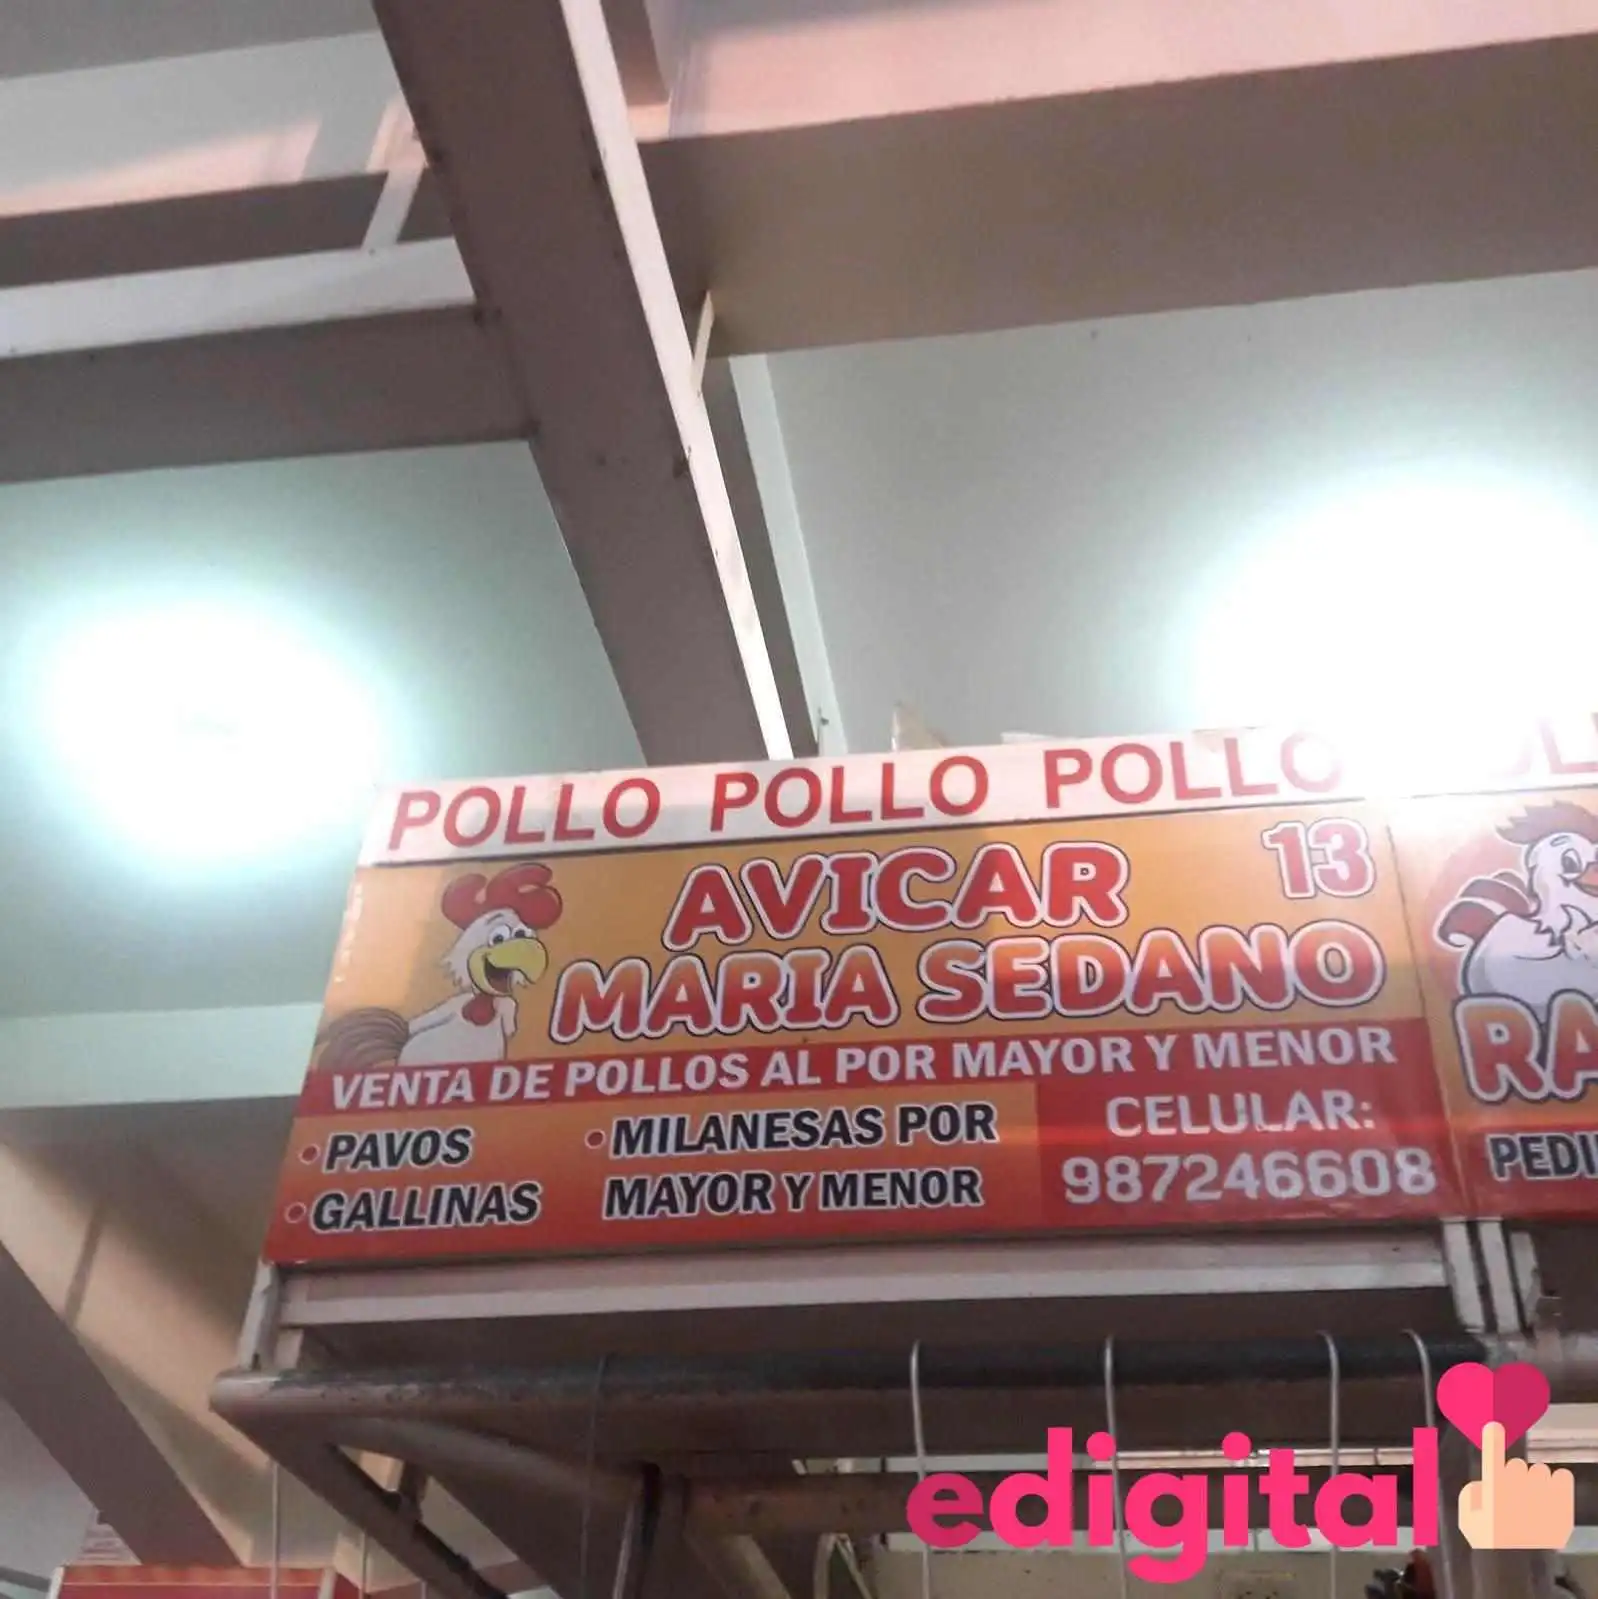 POLLO POLLO POLLO
13
AVICAR
MARIA SEDANO
VENTA DE POLLOS AL POR MAYOR Y MENOR
• PAVOS
• GALLINAS
• MILANESAS POR
MAYOR Y MENOR
CELULAR:
987246608
edigital